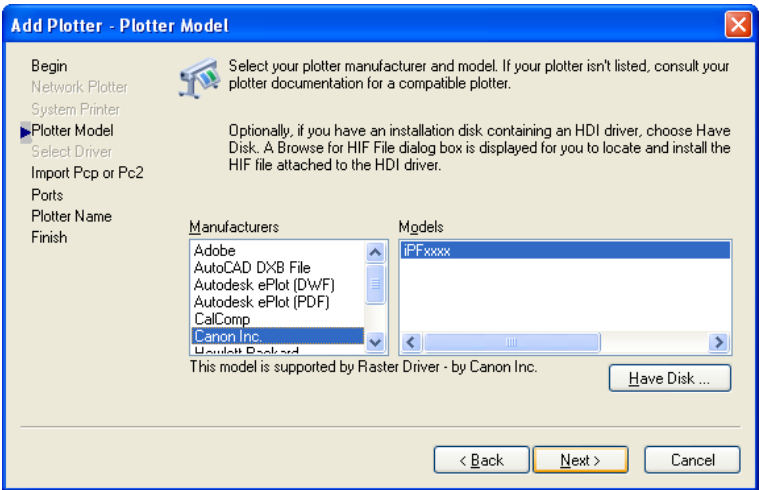 Add Plotter - Plotter Model
Begin
Network Plotter
System Printer
Plotter Model
Select Driver
Import Pcp or Pc2
Ports
Plotter Name
Finish
Select your plotter manufacturer and model. If your plotter isn't listed, consult your
plotter documentation for a compatible plotter.
Optionally, if you have an installation disk containing an HDI driver, choose Have
Disk. A Browse for HIF File dialog box is displayed for you to locate and install the
HIF file attached to the HDI driver.
Manufacturers
Adobe
AutoCAD DXB File
Autodesk ePlot (DWF)
Autodesk ePlot (PDF)
CalComp
Canon Inc.
Hewlett Packard
Models
iPFxxxx
This model is supported by Raster Driver - by Canon Inc.
Have Disk ...
< Back
Next >
Cancel